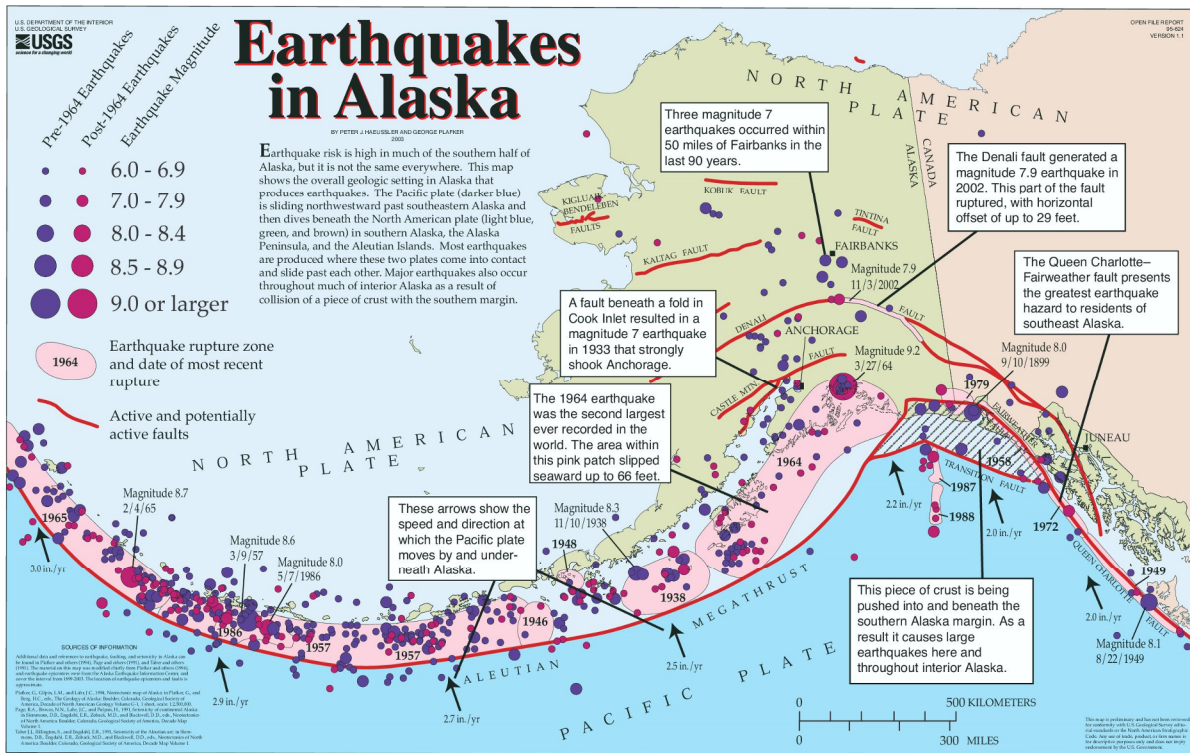 U.S. DEPARTMENT OF THE INTERIOR
U.S. GEOLOGICAL SURVEY
USGS
science for a changing world
OPEN FILE REPORT
95-624
VERSION 1.1
Earthquakes
in Alaska
BY PETER J. HAEUSSLER AND GEORGE PLAFKER
2003
Earthquake risk is high in much of the southern half of
Alaska, but it is not the same everywhere. This map
shows the overall geologic setting in Alaska that
produces earthquakes. The Pacific plate (darker blue)
is sliding northwestward past southeastern Alaska and
then dives beneath the North American plate (light blue,
green, and brown) in southern Alaska, the Alaska
Peninsula, and the Aleutian Islands. Most earthquakes
are produced where these two plates come into contact
and slide past each other. Major earthquakes also occur
throughout much of interior Alaska as a result of
collision of a piece of crust with the southern margin.
Pre-1964 Earthquakes
Post-1964 Earthquakes
Earthquake Magnitude
6.0 - 6.9
7.0 - 7.9
8.0 - 8.4
8.5 - 8.9
9.0 or larger
1964
Earthquake rupture zone
and date of most recent
rupture
Active and potentially
active faults
NORTH AMERICAN
PLATE
ALASKA
CANADA
Three magnitude 7
earthquakes occurred within
50 miles of Fairbanks in the
last 90 years.
The Denali fault generated a
magnitude 7.9 earthquake in
2002. This part of the fault
ruptured, with horizontal
offset of up to 29 feet.
The Queen Charlotte–
Fairweather fault presents
the greatest earthquake
hazard to residents of
southeast Alaska.
KOBUK FAULT
KIGLUAIK
BENDELEBEN
FAULTS
TINTINA
FAULT
KALTAG FAULT
FAIRBANKS
Magnitude 7.9
11/3/2002
A fault beneath a fold in
Cook Inlet resulted in a
magnitude 7 earthquake
in 1933 that strongly
shook Anchorage.
DENALI
FAULT
ANCHORAGE
FAULT
CASTLE MTN.
Magnitude 9.2
3/27/64
Magnitude 8.0
9/10/1899
1979
FAIRWEATHER
JUNEAU
The 1964 earthquake
was the second largest
ever recorded in the
world. The area within
this pink patch slipped
seaward up to 66 feet.
NORTH AMERICAN
PLATE
1964
1958
TRANSITION FAULT
1987
1988
1972
2.2 in./yr
2.0 in./yr
These arrows show the
speed and direction at
which the Pacific plate
moves by and under-
neath Alaska.
Magnitude 8.3
11/10/1938
1948
1938
1946
Magnitude 8.7
2/4/65
1965
3.0 in./yr
Magnitude 8.6
3/9/57
Magnitude 8.0
5/7/1986
1986
1957
1957
2.9 in./yr
2.7 in./yr
2.5 in./yr
ALEUTIAN
MEGATHRUST
PACIFIC PLATE
This piece of crust is being
pushed into and beneath the
southern Alaska margin. As a
result it causes large
earthquakes here and
throughout interior Alaska.
QUEEN CHARLOTTE
FAULT
1949
2.0 in./yr
Magnitude 8.1
8/22/1949
0 500 KILOMETERS
0 300 MILES
SOURCES OF INFORMATION